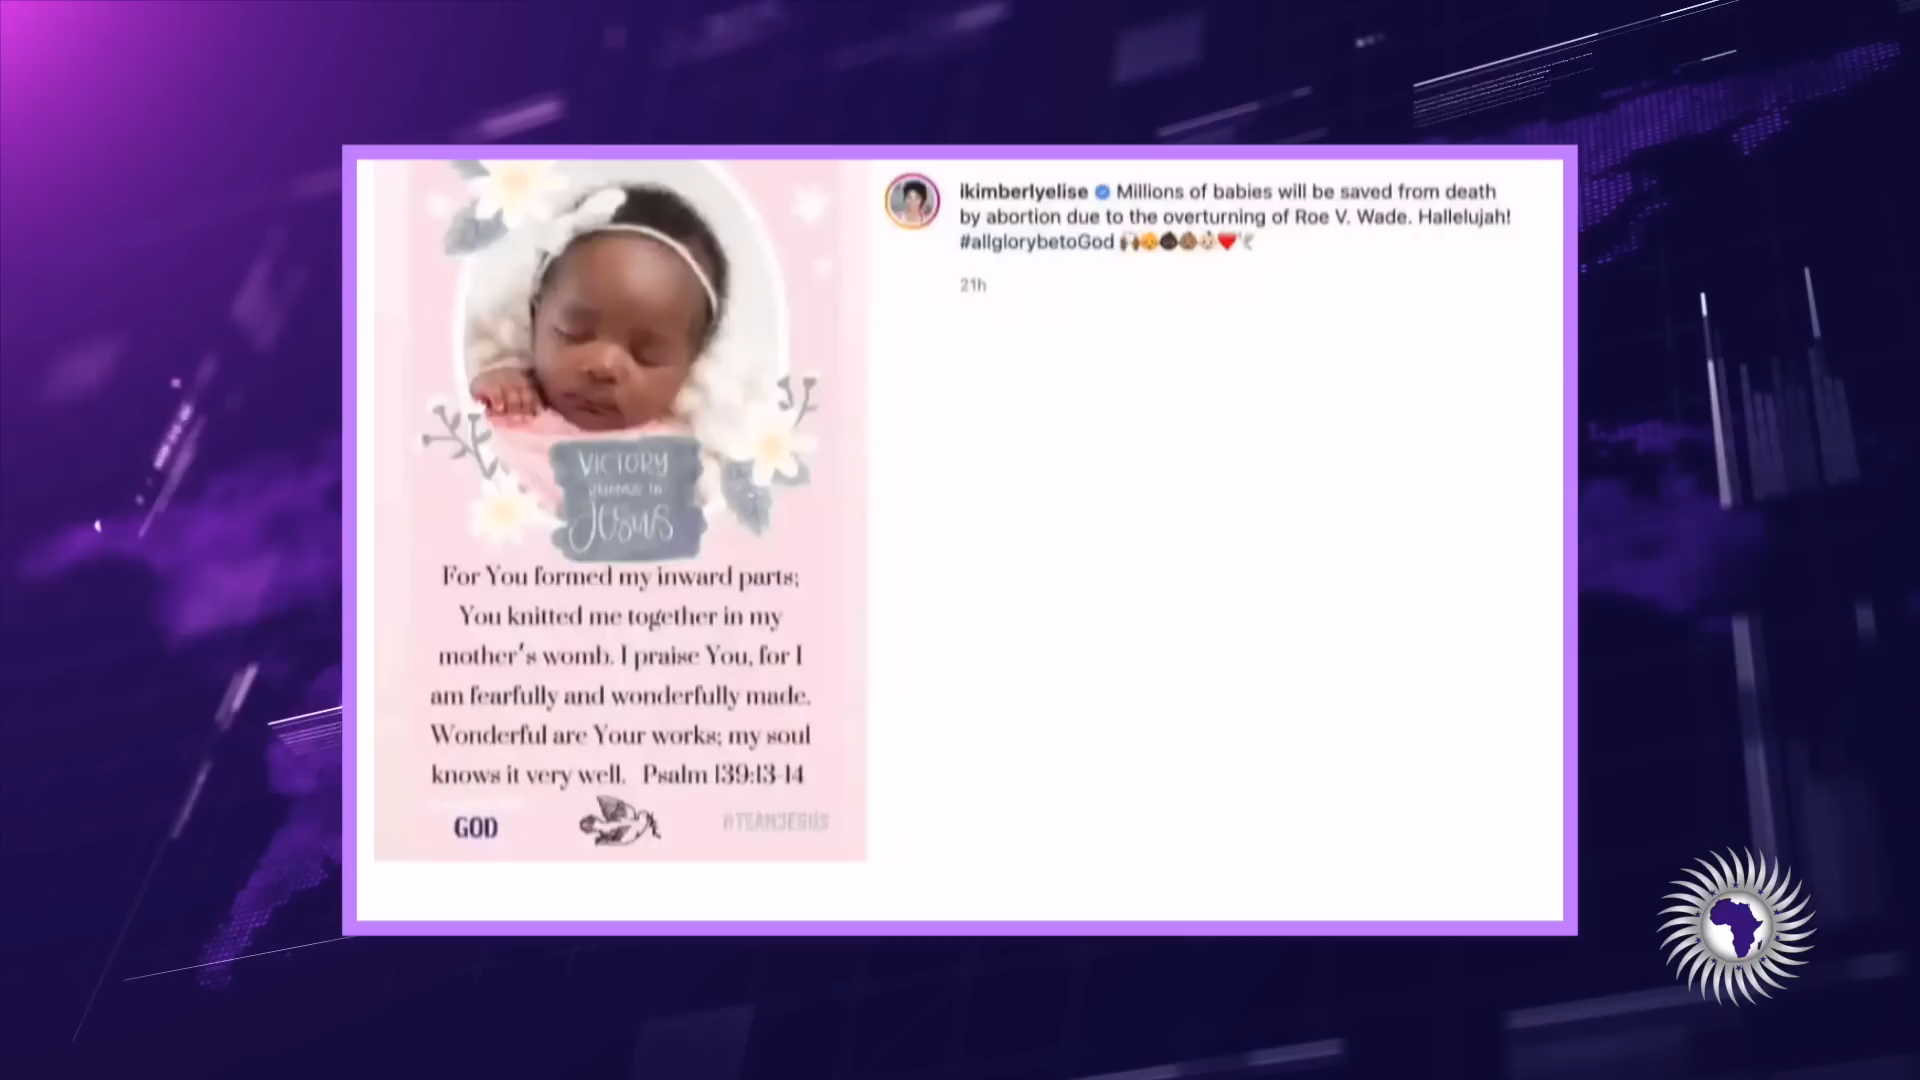 VICTORY
JESUS
For You formed my inward parts;
You knitted me together in my
mother's womb. I praise You, for I
am fearfully and wonderfully made.
Wonderful are Your works; my soul
knows it very well. Psalm 139:13-14
GOD
#TEAMJESUS
ikimberlyelise Millions of babies will be saved from death
by abortion due to the overturning of Roe V. Wade. Hallelujah!
#allglorybetoGod 
21h